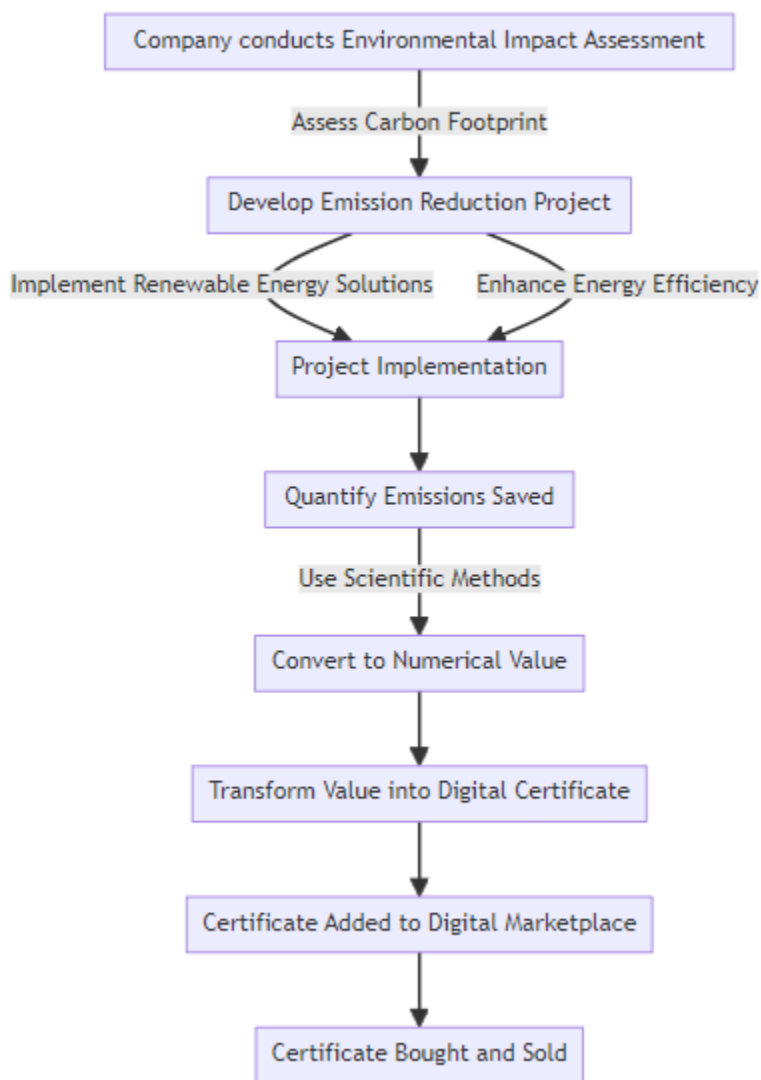 Company conducts Environmental Impact Assessment
Assess Carbon Footprint
Develop Emission Reduction Project
Implement Renewable Energy Solutions
Enhance Energy Efficiency
Project Implementation
Quantify Emissions Saved
Use Scientific Methods
Convert to Numerical Value
Transform Value into Digital Certificate
Certificate Added to Digital Marketplace
Certificate Bought and Sold